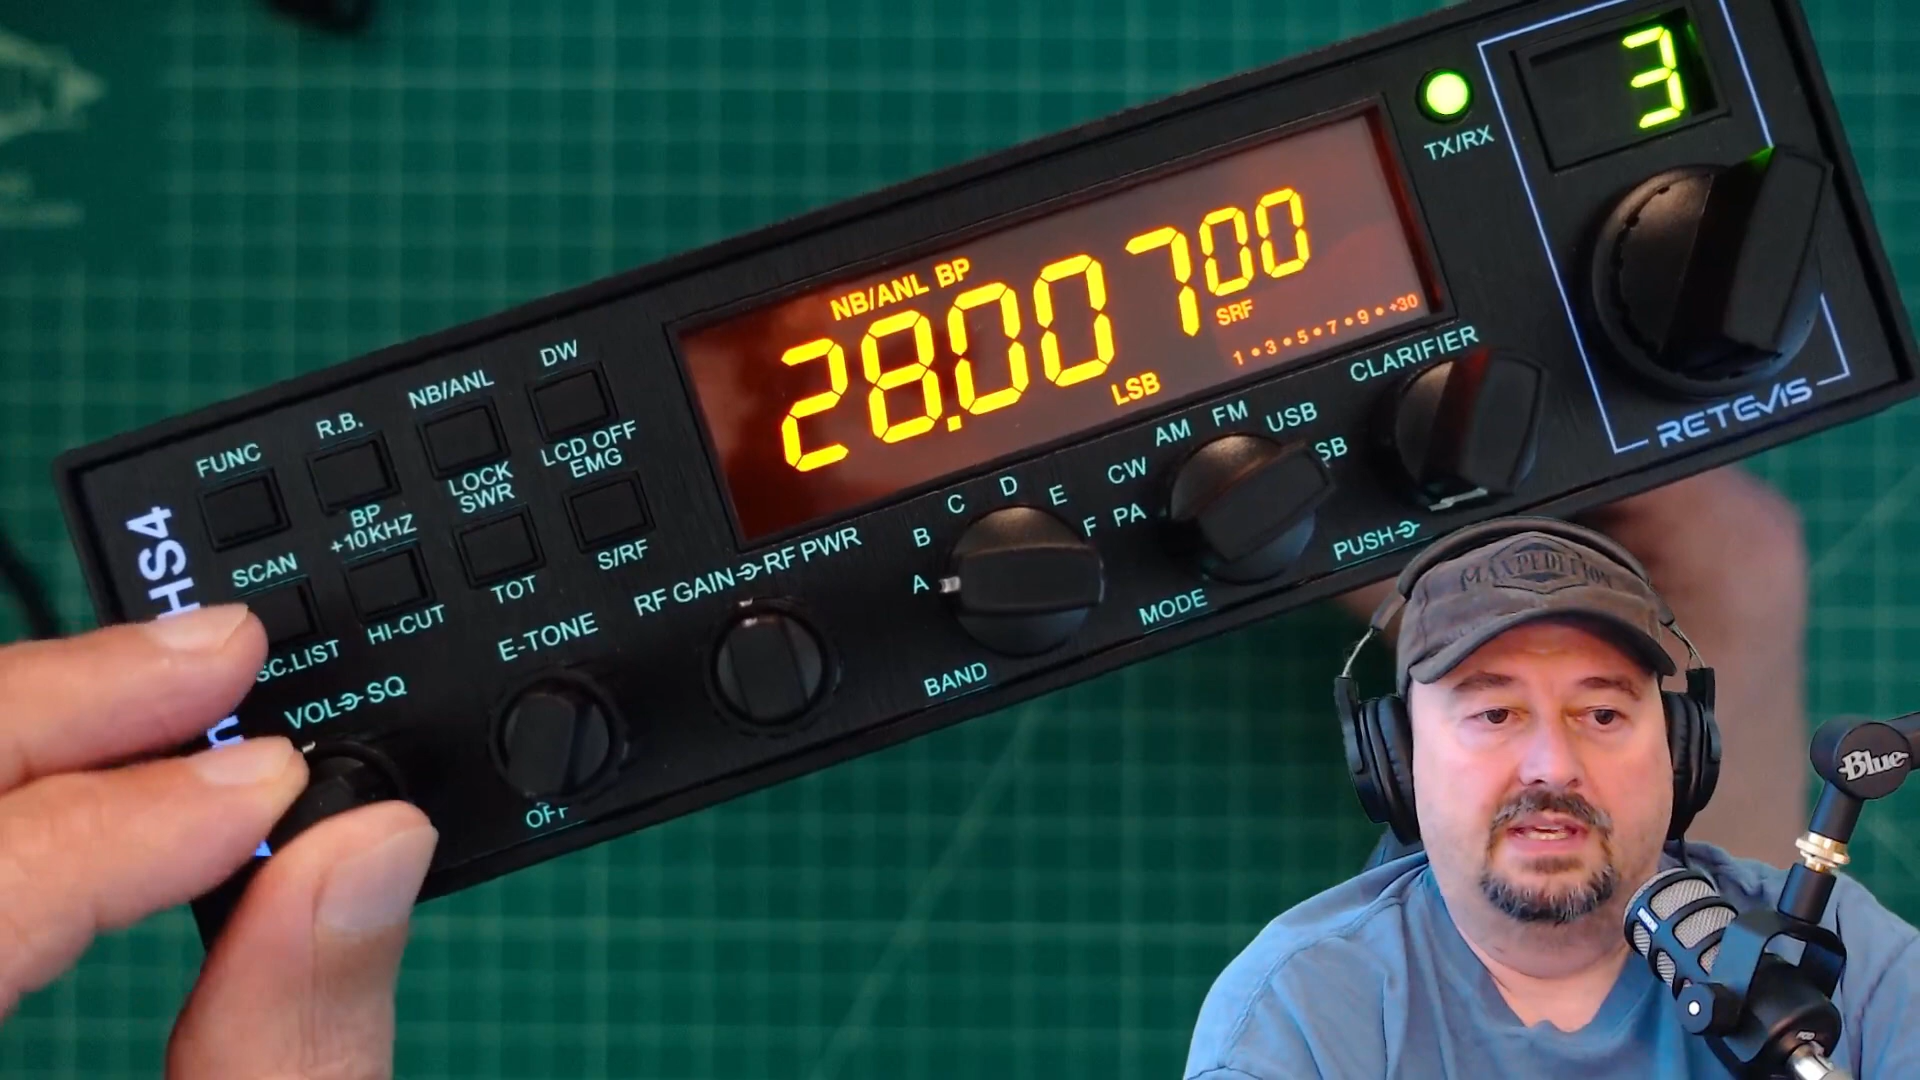 3
TX/RX
NB/ANL BP
28.00700
SRF
1•3•5•7•9•+30
LSB
CLARIFIER
RETEVIS
DW
NB/ANL
R.B.
FUNC
LCD OFF
EMG
LOCK
SWR
BP
+10KHZ
SCAN
S/RF
TOT
HI-CUT
SC.LIST
HS4
VOL SQ
E-TONE
OFF
RF GAIN RF PWR
A
B
C
D
E
F
BAND
PA
CW
AM
FM
USB
SB
MODE
PUSH
MAXPEDITION
Blue